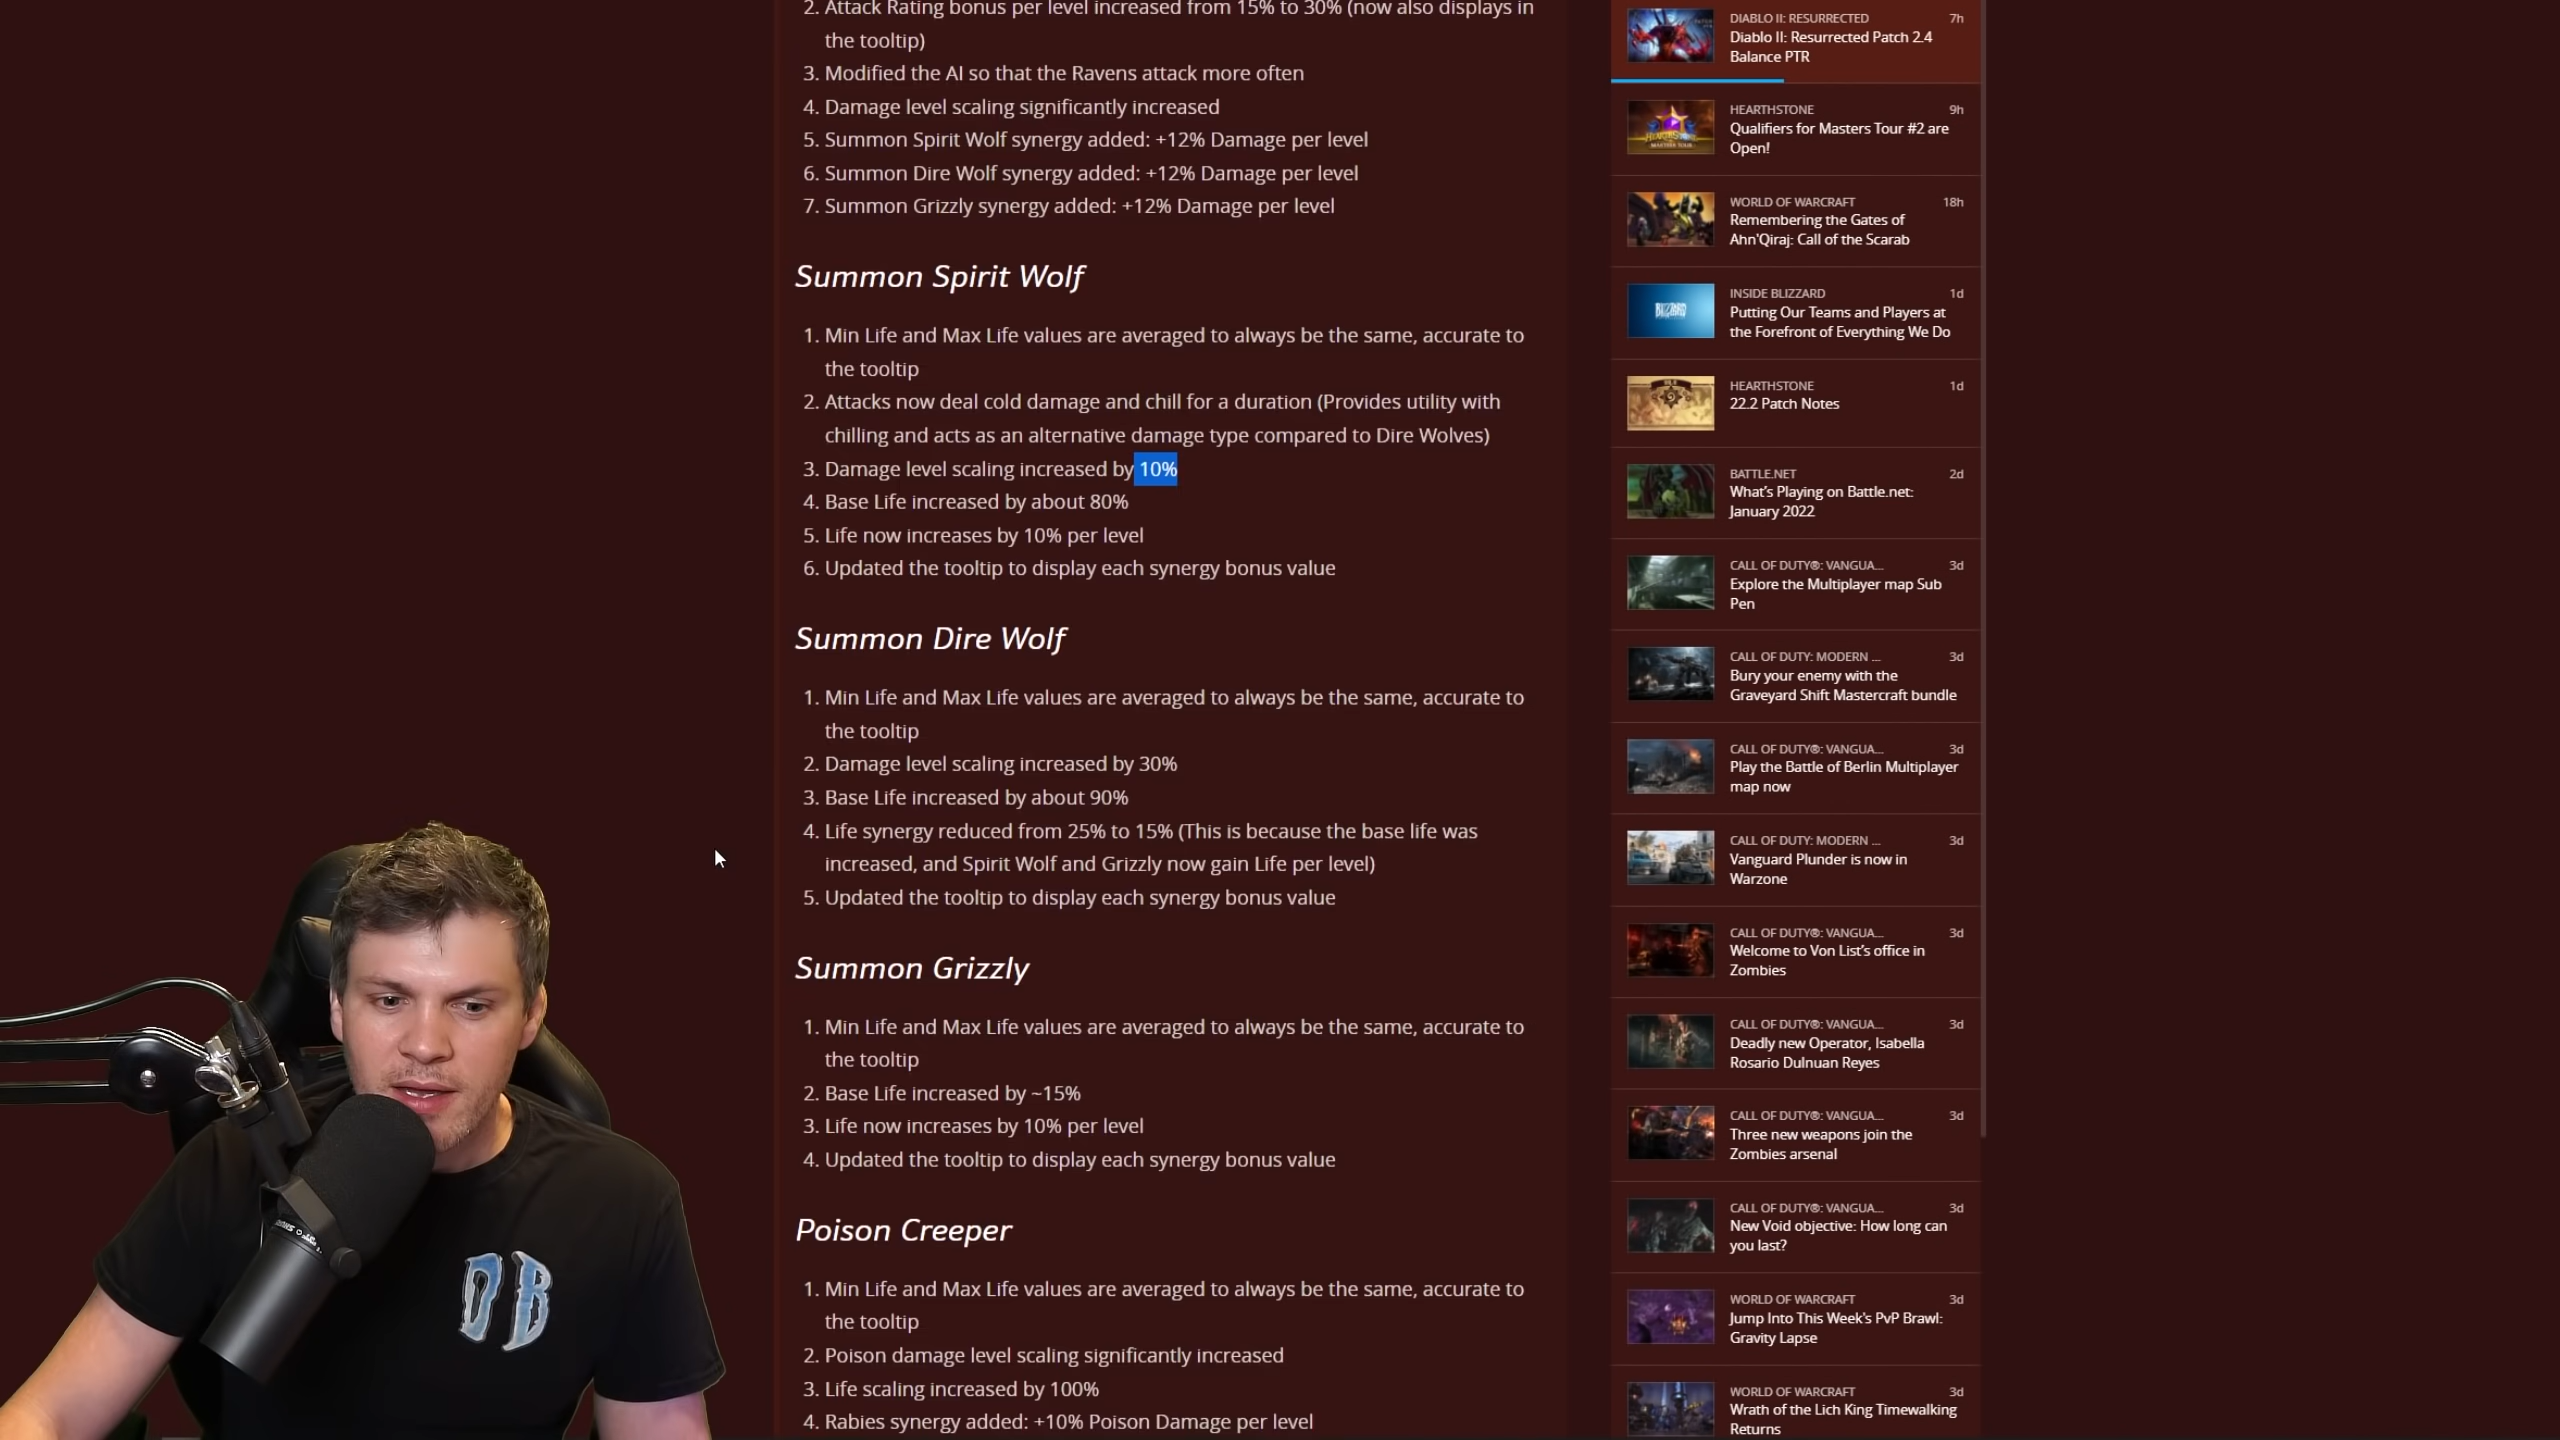 2. Attack Rating bonus per level increased from 15% to 30% (now also displays in
the tooltip)
3. Modified the AI so that the Ravens attack more often
4. Damage level scaling significantly increased
5. Summon Spirit Wolf synergy added: +12% Damage per level
6. Summon Dire Wolf synergy added: +12% Damage per level
7. Summon Grizzly synergy added: +12% Damage per level
Summon Spirit Wolf
1. Min Life and Max Life values are averaged to always be the same, accurate to
the tooltip
2. Attacks now deal cold damage and chill for a duration (Provides utility with
chilling and acts as an alternative damage type compared to Dire Wolves)
3. Damage level scaling increased by 10%
4. Base Life increased by about 80%
5. Life now increases by 10% per level
6. Updated the tooltip to display each synergy bonus value
Summon Dire Wolf
1. Min Life and Max Life values are averaged to always be the same, accurate to
the tooltip
2. Damage level scaling increased by 30%
3. Base Life increased by about 90%
4. Life synergy reduced from 25% to 15% (This is because the base life was
increased, and Spirit Wolf and Grizzly now gain Life per level)
5. Updated the tooltip to display each synergy bonus value
Summon Grizzly
1. Min Life and Max Life values are averaged to always be the same, accurate to
the tooltip
2. Base Life increased by ~15%
3. Life now increases by 10% per level
4. Updated the tooltip to display each synergy bonus value
Poison Creeper
1. Min Life and Max Life values are averaged to always be the same, accurate to
the tooltip
2. Poison damage level scaling significantly increased
3. Life scaling increased by 100%
4. Rabies synergy added: +10% Poison Damage per level
DIABLO II: RESURRECTED 7h
Diablo II: Resurrected Patch 2.4
Balance PTR
HEARTHSTONE 9h
Qualifiers for Masters Tour #2 are
Open!
WORLD OF WARCRAFT 18h
Remembering the Gates of
Ahn'Qiraj: Call of the Scarab
INSIDE BLIZZARD 1d
Putting Our Teams and Players at
the Forefront of Everything We Do
HEARTHSTONE 1d
22.2 Patch Notes
BATTLE.NET 2d
What's Playing on Battle.net:
January 2022
CALL OF DUTY®: VANGUA... 3d
Explore the Multiplayer map Sub
Pen
CALL OF DUTY: MODERN ... 3d
Bury your enemy with the
Graveyard Shift Mastercraft bundle
CALL OF DUTY®: VANGUA... 3d
Play the Battle of Berlin Multiplayer
map now
CALL OF DUTY: MODERN ... 3d
Vanguard Plunder is now in
Warzone
CALL OF DUTY®: VANGUA... 3d
Welcome to Von List's office in
Zombies
CALL OF DUTY®: VANGUA... 3d
Deadly new Operator, Isabella
Rosario Dulnuan Reyes
CALL OF DUTY®: VANGUA... 3d
Three new weapons join the
Zombies arsenal
CALL OF DUTY®: VANGUA... 3d
New Void objective: How long can
you last?
WORLD OF WARCRAFT 3d
Jump Into This Week's PvP Brawl:
Gravity Lapse
WORLD OF WARCRAFT 3d
Wrath of the Lich King Timewalking
Returns
DB